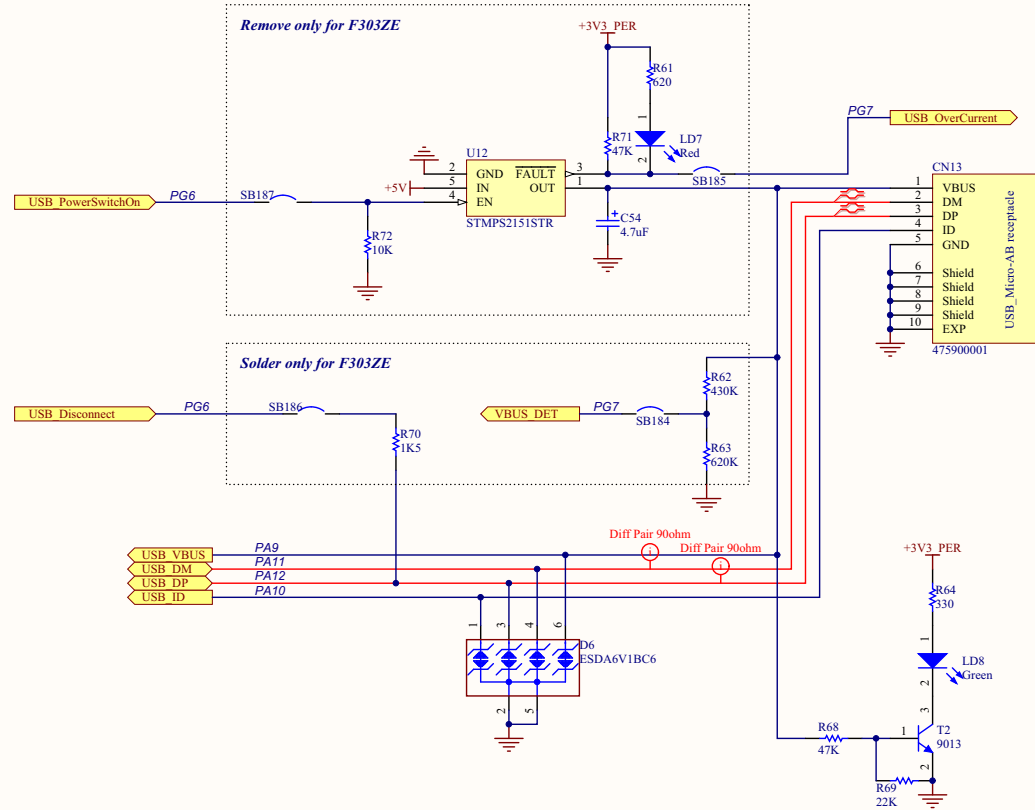 Remove only for F303ZE
+3V3_PER
R61
620
1
PG7
USB_OverCurrent
R71
47K
LD7
Red
2
U12
CN13
2
GND
FAULT
3
SB185
+5V
5
IN
OUT
1
1
VBUS
USB_PowerSwitchOn
PG6
SB187
4
EN
2
DM
STMPS2151STR
3
DP
C54
4.7uF
+
4
ID
R72
10K
5
GND
6
Shield
7
Shield
8
Shield
9
Shield
10
EXP
USB_Micro-AB receptacle
475900001
Solder only for F303ZE
R62
430K
USB_Disconnect
PG6
SB186
VBUS_DET
PG7
SB184
R70
1K5
R63
620K
Diff Pair 90ohm
Diff Pair 90ohm
i
i
USB_VBUS
PA9
USB_DM
PA11
USB_DP
PA12
USB_ID
PA10
+3V3_PER
R64
330
1
3
4
6
D6
ESDA6V1BC6
1
LD8
Green
2
2
5
3
R68
47K
1
T2
9013
2
R69
22K